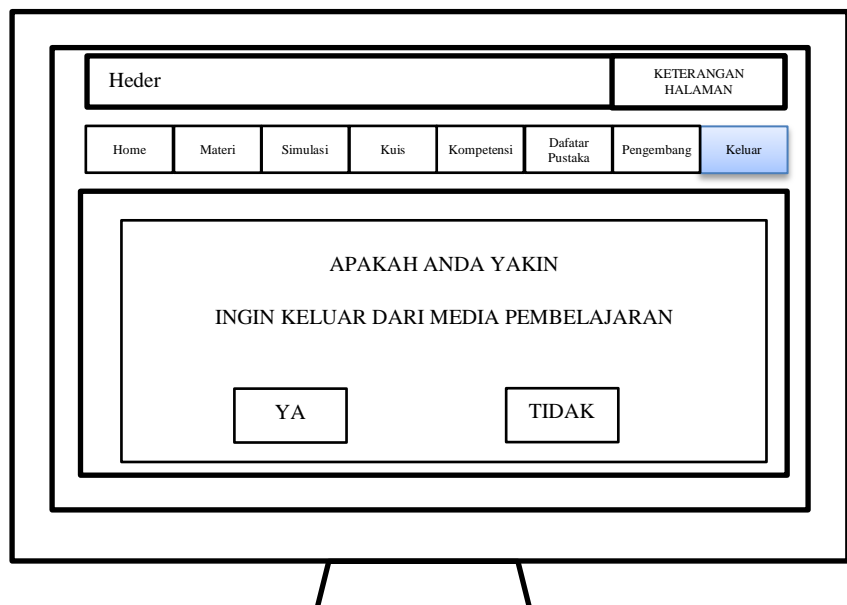 Heder
KETERANGAN
HALAMAN
Home
Materi
Simulasi
Kuis
Kompetensi
Dafatar
Pustaka
Pengembang
Keluar
APAKAH ANDA YAKIN
INGIN KELUAR DARI MEDIA PEMBELAJARAN
YA
TIDAK